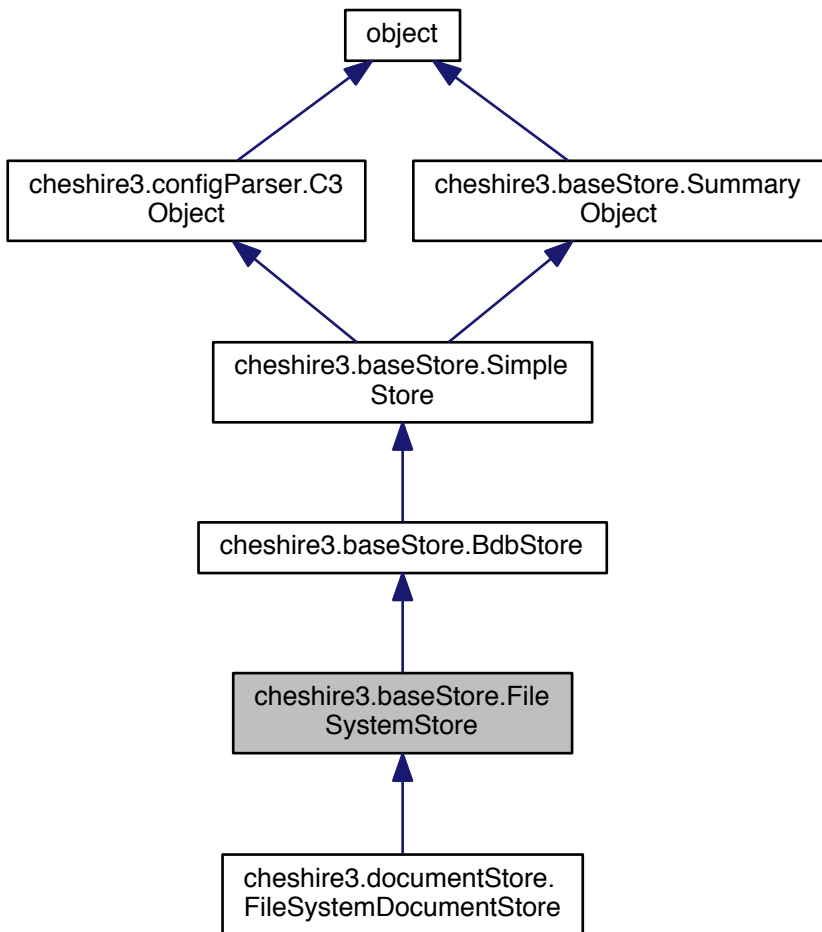 object
cheshire3.configParser.C3
Object
cheshire3.baseStore.Summary
Object
cheshire3.baseStore.Simple
Store
cheshire3.baseStore.BdbStore
cheshire3.baseStore.File
SystemStore
cheshire3.documentStore.
FileSystemDocumentStore